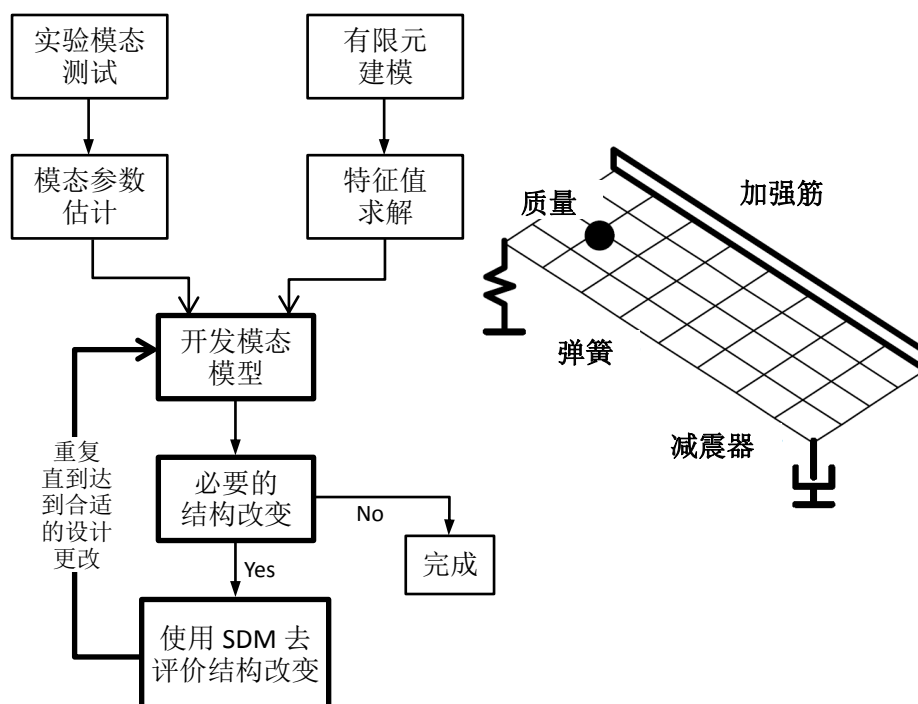 实验模态
测试
有限元
建模
模态参数
估计
特征值
求解
开发模态
模型
必要的
结构改变
No
完成
Yes
使用 SDM 去
评价结构改变
重复
直到达
到合适
的设计
更改
质量
加强筋
弹簧
减震器